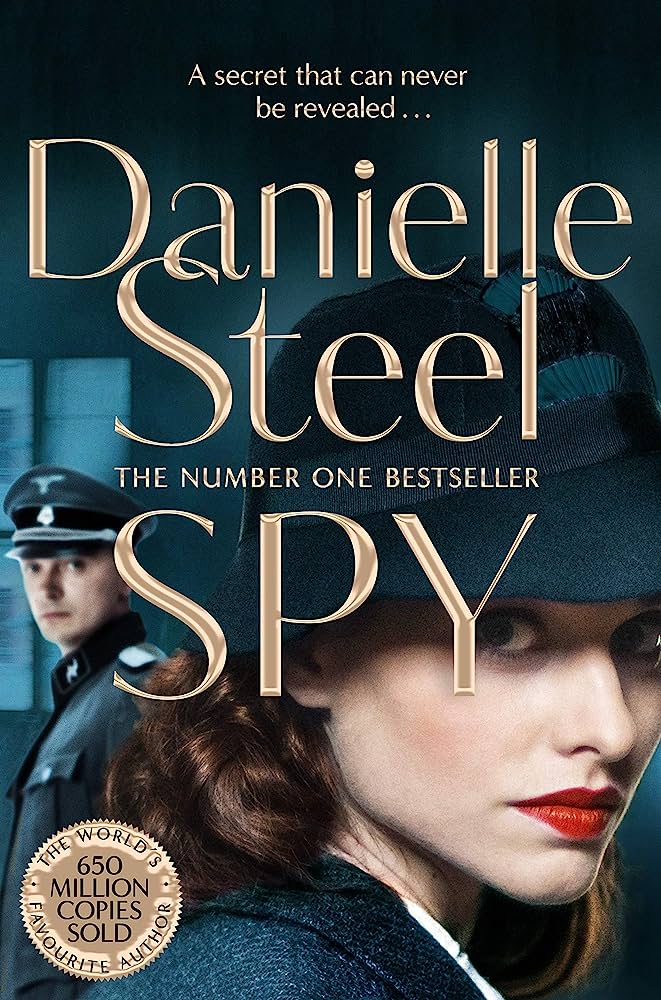 A secret that can never
be revealed . . .
Danielle
Steel
THE NUMBER ONE BESTSELLER
SPY
THE WORLD'S
650
MILLION
COPIES
SOLD
FAVOURITE AUTHOR